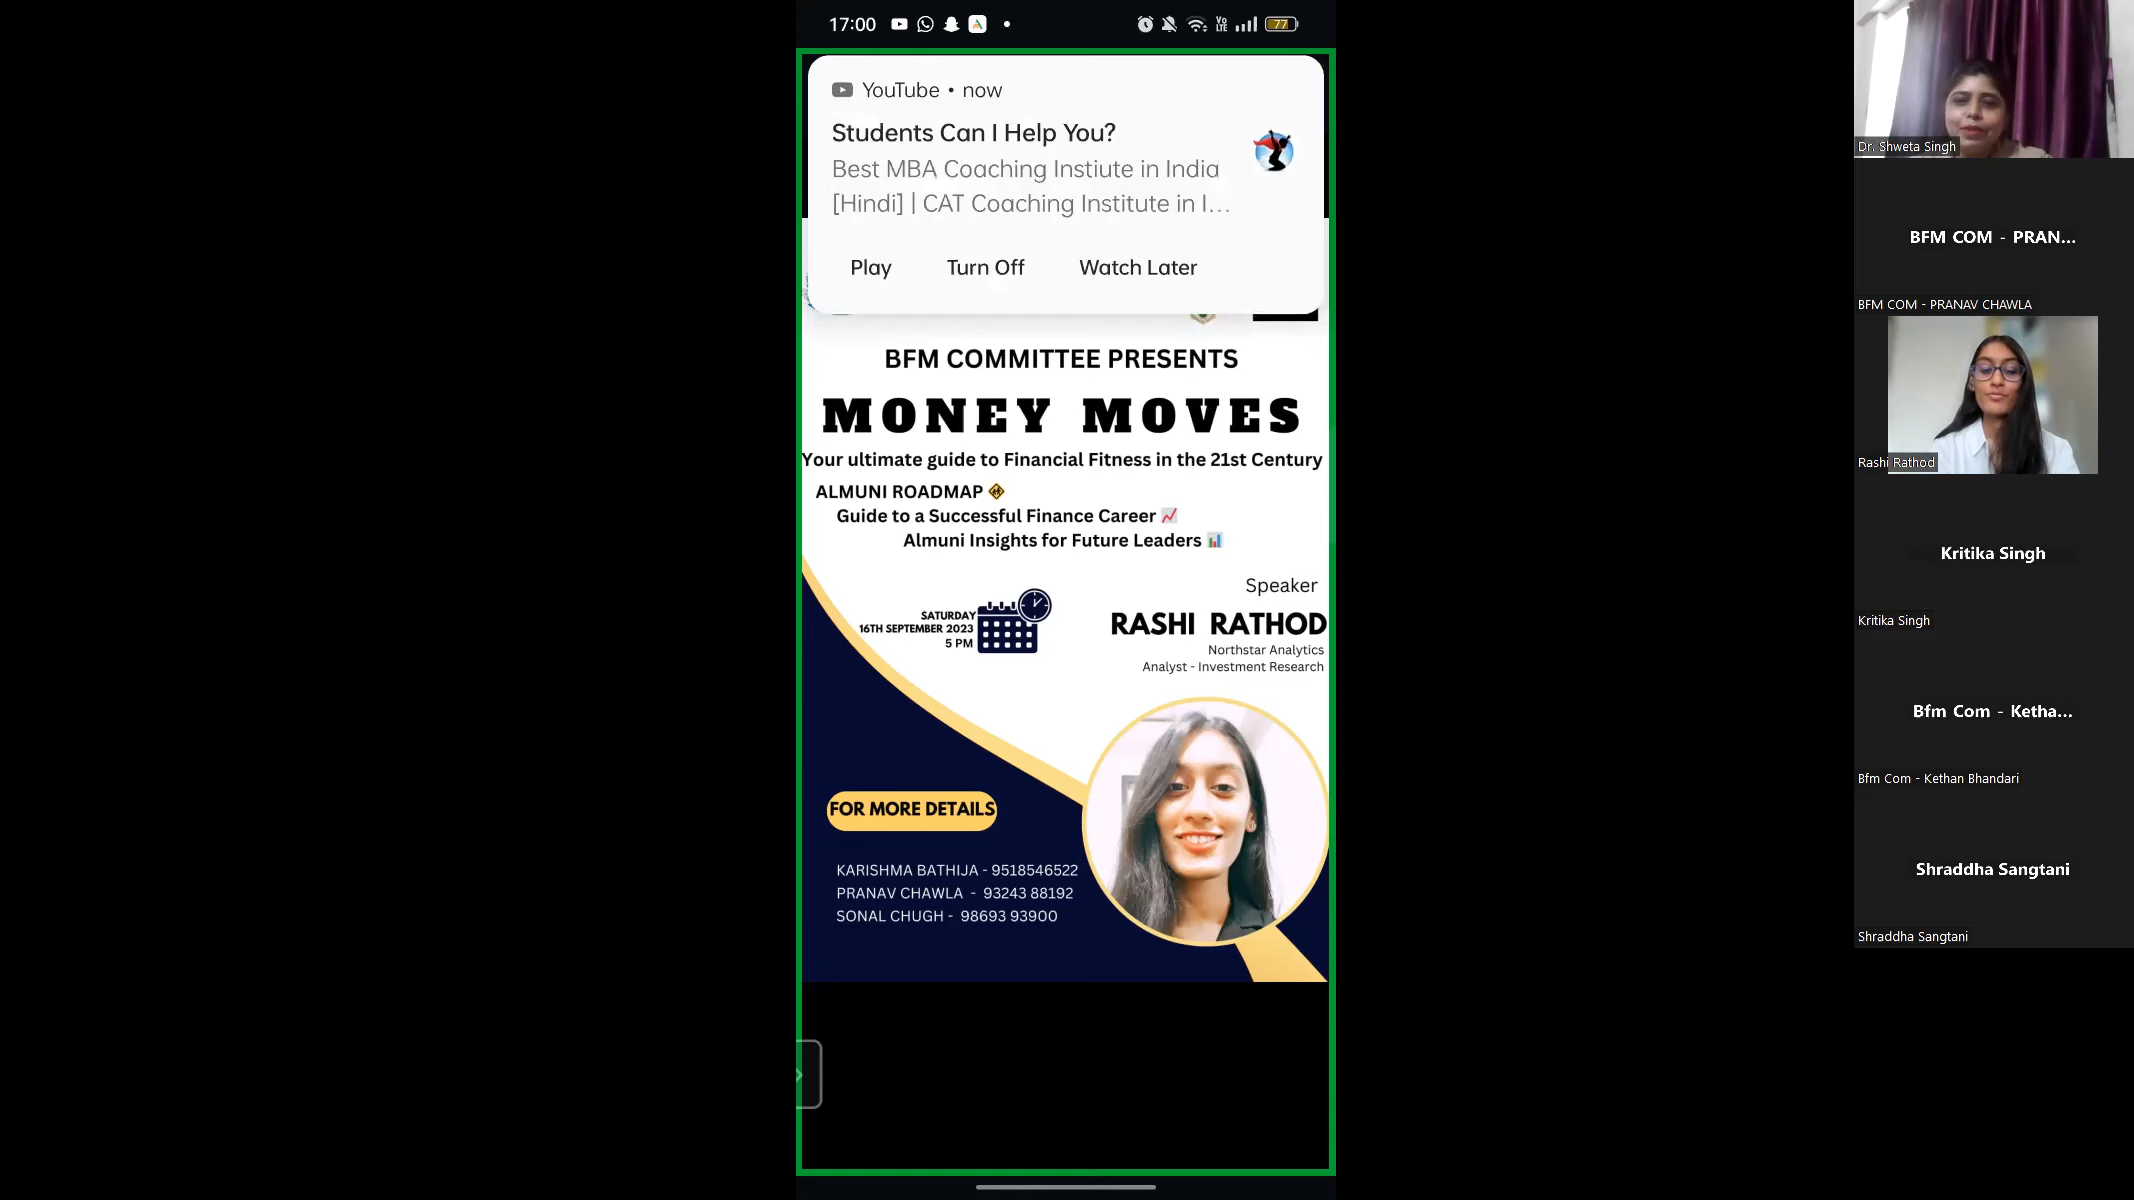 17:00
Vo
LTE
77
YouTube • now
Students Can I Help You?
Best MBA Coaching Instiute in India
[Hindi] | CAT Coaching Institute in I...
Play Turn Off Watch Later
BFM COMMITTEE PRESENTS
MONEY MOVES
Your ultimate guide to Financial Fitness in the 21st Century
ALMUNI ROADMAP
Guide to a Successful Finance Career
Almuni Insights for Future Leaders
SATURDAY
16TH SEPTEMBER 2023
5 PM
Speaker
RASHI RATHOD
Northstar Analytics
Analyst - Investment Research
FOR MORE DETAILS
KARISHMA BATHIJA - 9518546522
PRANAV CHAWLA - 93243 88192
SONAL CHUGH - 98693 93900
Dr. Shweta Singh
BFM COM - PRAN...
BFM COM - PRANAV CHAWLA
Rashi Rathod
Kritika Singh
Kritika Singh
Bfm Com - Ketha...
Bfm Com - Kethan Bhandari
Shraddha Sangtani
Shraddha Sangtani